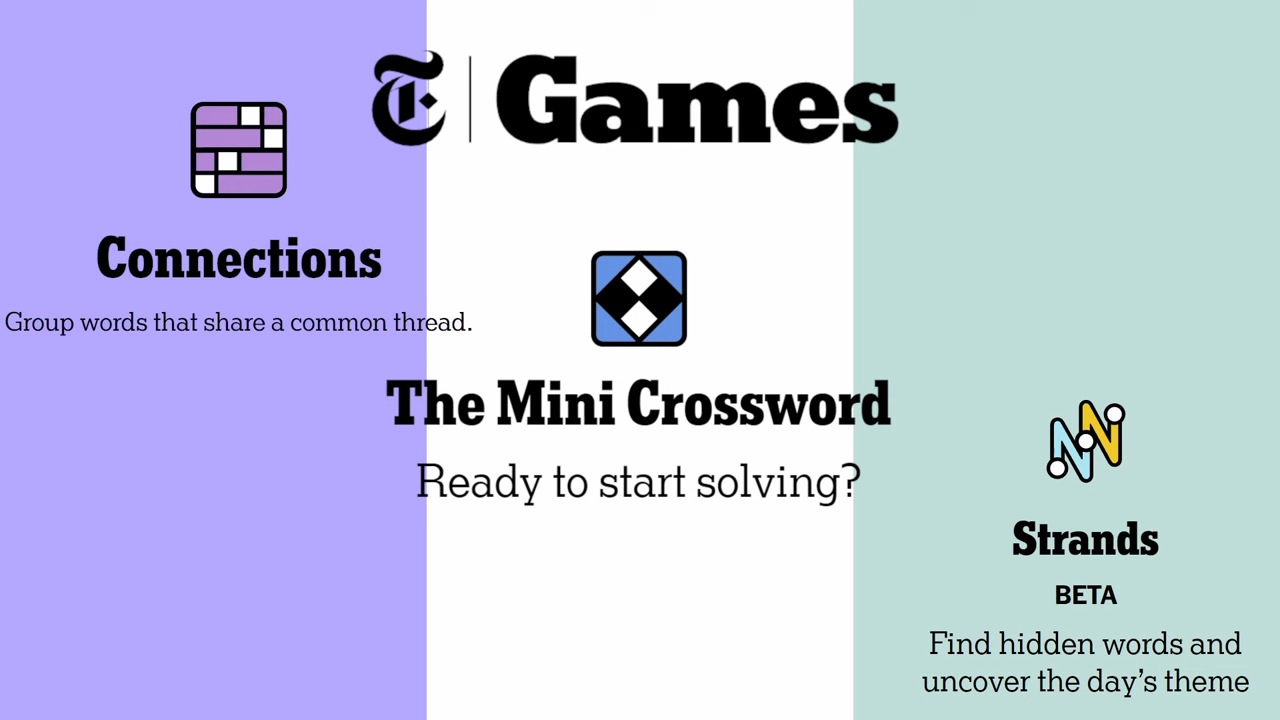 T | Games
Connections
Group words that share a common thread.
The Mini Crossword
Ready to start solving?
Strands
BETA
Find hidden words and
uncover the day’s theme